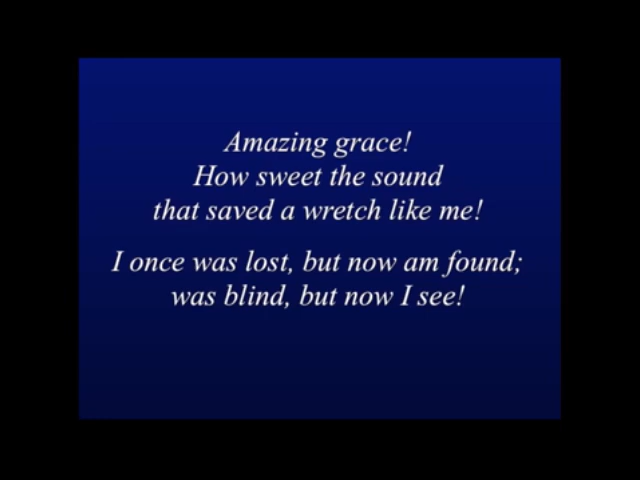 Amazing grace!
How sweet the sound
that saved a wretch like me!
I once was lost, but now am found;
was blind, but now I see!